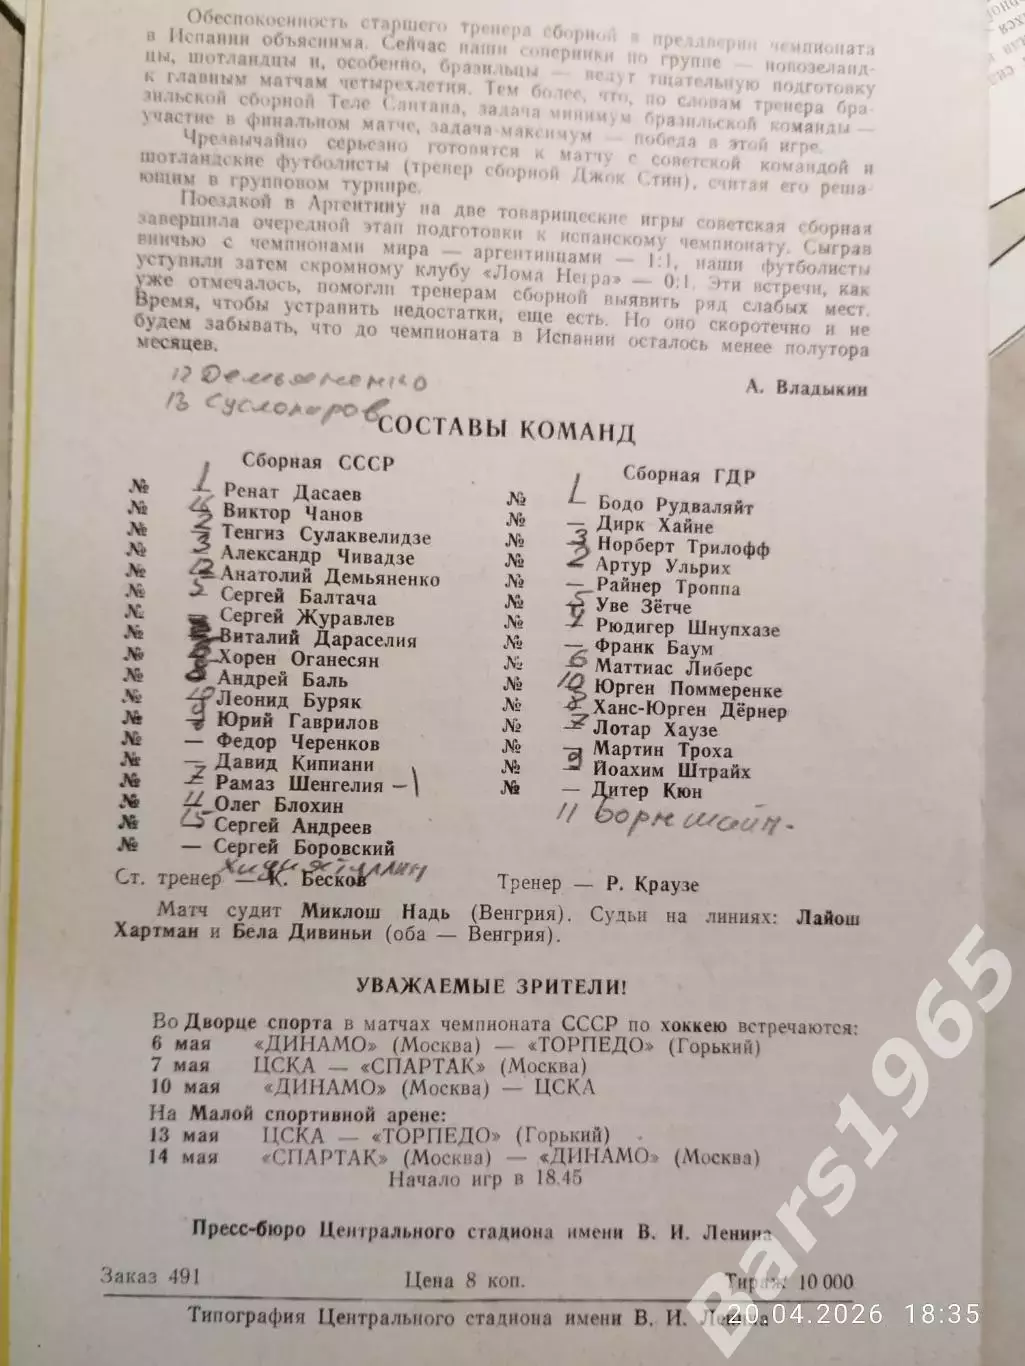 Обеспокоенность старшего тренера сборной в преддверии чемпионата
в Испании объяснима. Сейчас наши соперники по группе — новозеланд-
цы, шотландцы и, особенно, бразильцы — ведут тщательную подготовку
к главным матчам четырехлетия. Тем более, что, по словам тренера бра-
зильской сборной Теле Сантана, задача минимум бразильской команды —
участие в финальном матче, задача-максимум — победа в этой игре.
Чрезвычайно серьезно готовятся к матчу с советской командой и
шотландские футболисты (тренер сборной Джок Стин), считая его реша-
ющим в групповом турнире.
Поездкой в Аргентину на две товарищеские игры советская сборная
завершила очередной этап подготовки к испанскому чемпионату. Сыграв
вничью с чемпионами мира — аргентинцами — 1:1, наши футболисты
уступили затем скромному клубу «Лома Негра» — 0:1. Эти встречи, как
уже отмечалось, помогли тренерам сборной выявить ряд слабых мест.
Время, чтобы устранить недостатки, еще есть. Но оно скоротечно и не
будем забывать, что до чемпионата в Испании осталось менее полутора
месяцев.
А. Владыкин
12 Демьяненко
13 Суслопаров
СОСТАВЫ КОМАНД
Сборная СССР
№ 1 Ренат Дасаев
№ Виктор Чанов
№ 2 Тенгиз Сулаквелидзе
№ 3 Александр Чивадзе
№ 12 Анатолий Демьяненко
№ 5 Сергей Балтача
№ Сергей Журавлев
№ Виталий Дараселия
№ Хорен Оганесян
№ Андрей Баль
№ 10 Леонид Буряк
№ 9 Юрий Гаврилов
№ — Федор Черенков
№ — Давид Кипиани
№ 7 Рамаз Шенгелия —
№ 11 Олег Блохин
№ 15 Сергей Андреев
№ — Сергей Боровский
Ст. тренер — К. Бесков
Сборная ГДР
№ 1 Бодо Рудваляйт
№ — Дирк Хайне
№ 3 Норберт Трилофф
№ 2 Артур Ульрих
№ — Райнер Троппа
№ 5 Уве Зётче
№ Рюдигер Шнупхазе
№ — Франк Баум
№ 6 Маттиас Либерс
№ 10 Юрген Поммеренке
№ 8 Ханс-Юрген Дёрнер
№ 7 Лотар Хаузе
№ Мартин Троха
№ 9 Йоахим Штрайх
№ — Дитер Кюн
11 Борншайн.
Тренер — Р. Краузе
Матч судит Миклош Надь (Венгрия). Судьи на линиях: Лайош
Хартман и Бела Дивиньи (оба — Венгрия).
УВАЖАЕМЫЕ ЗРИТЕЛИ!
Во Дворце спорта в матчах чемпионата СССР по хоккею встречаются:
6 мая «ДИНАМО» (Москва) — «ТОРПЕДО» (Горький)
7 мая ЦСКА — «СПАРТАК» (Москва)
10 мая «ДИНАМО» (Москва) — ЦСКА
На Малой спортивной арене:
13 мая ЦСКА — «ТОРПЕДО» (Горький)
14 мая «СПАРТАК» (Москва) — «ДИНАМО» (Москва)
Начало игр в 18.45
Пресс-бюро Центрального стадиона имени В. И. Ленина
Заказ 491 Цена 8 коп. Тираж 10 000
Типография Центрального стадиона имени В. И. Ленина
20.04.2026 18:35
Bars1965